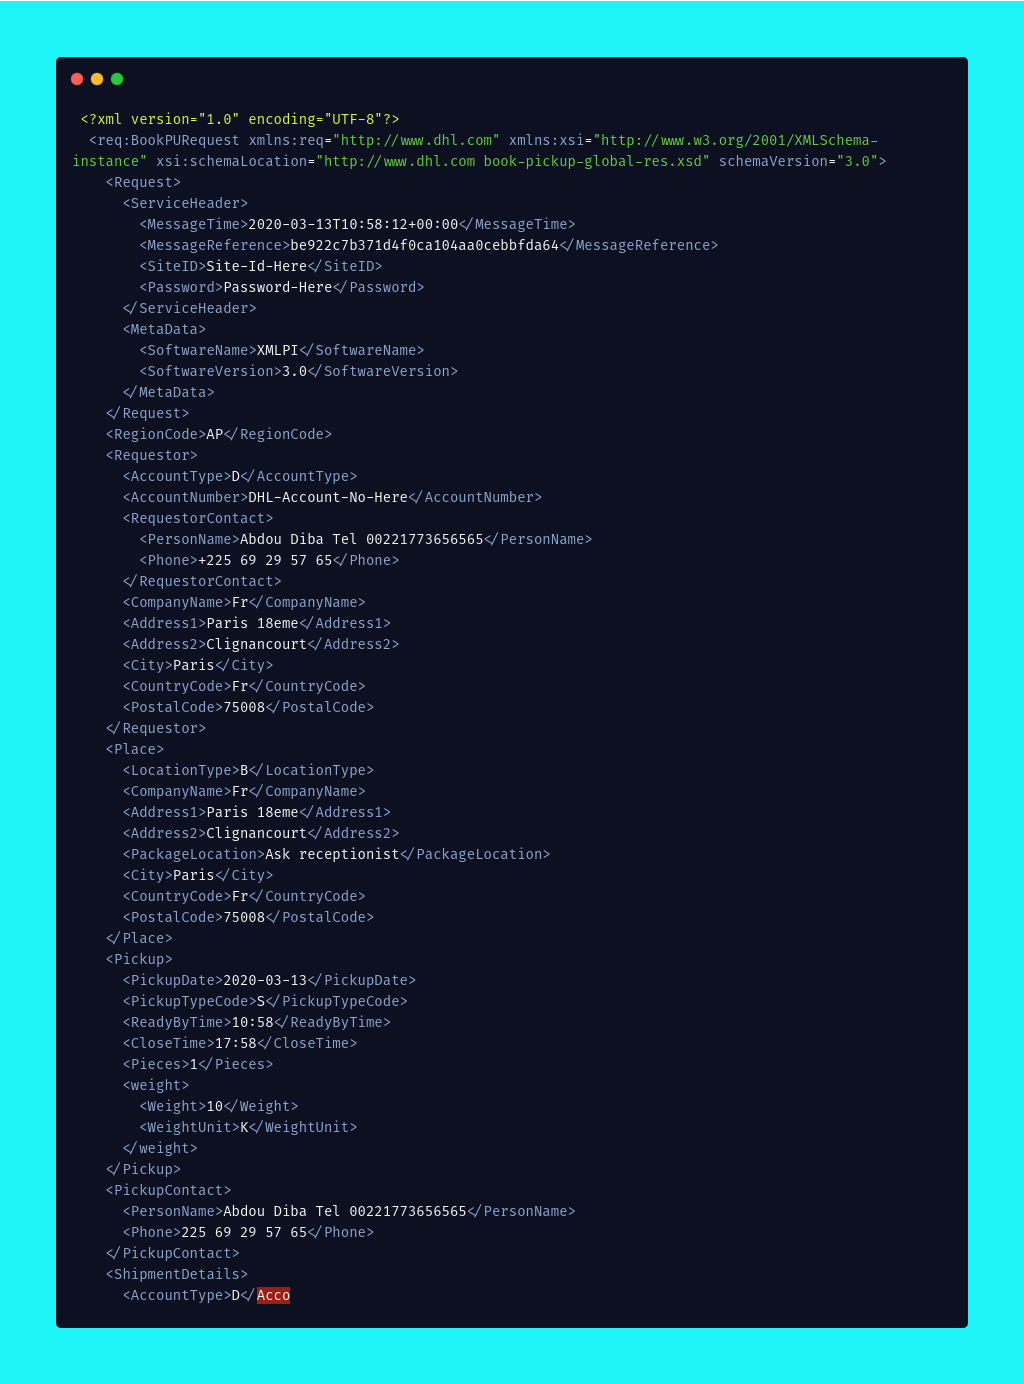 <?xml version="1.0" encoding="UTF-8"?>
<req:BookPURequest xmlns:req="http://www.dhl.com" xmlns:xsi="http://www.w3.org/2001/XMLSchema-
instance" xsi:schemaLocation="http://www.dhl.com book-pickup-global-res.xsd" schemaVersion="3.0">
<Request>
<ServiceHeader>
<MessageTime>2020-03-13T10:58:12+00:00</MessageTime>
<MessageReference>be922c7b371d4f0ca104aa0cebbfda64</MessageReference>
<SiteID>Site-Id-Here</SiteID>
<Password>Password-Here</Password>
</ServiceHeader>
<MetaData>
<SoftwareName>XMLPI</SoftwareName>
<SoftwareVersion>3.0</SoftwareVersion>
</MetaData>
</Request>
<RegionCode>AP</RegionCode>
<Requestor>
<AccountType>D</AccountType>
<AccountNumber>DHL-Account-No-Here</AccountNumber>
<RequestorContact>
<PersonName>Abdou Diba Tel 00221773656565</PersonName>
<Phone>+225 69 29 57 65</Phone>
</RequestorContact>
<CompanyName>Fr</CompanyName>
<Address1>Paris 18eme</Address1>
<Address2>Clignancourt</Address2>
<City>Paris</City>
<CountryCode>Fr</CountryCode>
<PostalCode>75008</PostalCode>
</Requestor>
<Place>
<LocationType>B</LocationType>
<CompanyName>Fr</CompanyName>
<Address1>Paris 18eme</Address1>
<Address2>Clignancourt</Address2>
<PackageLocation>Ask receptionist</PackageLocation>
<City>Paris</City>
<CountryCode>Fr</CountryCode>
<PostalCode>75008</PostalCode>
</Place>
<Pickup>
<PickupDate>2020-03-13</PickupDate>
<PickupTypeCode>S</PickupTypeCode>
<ReadyByTime>10:58</ReadyByTime>
<CloseTime>17:58</CloseTime>
<Pieces>1</Pieces>
<weight>
<Weight>10</Weight>
<WeightUnit>K</WeightUnit>
</weight>
</Pickup>
<PickupContact>
<PersonName>Abdou Diba Tel 00221773656565</PersonName>
<Phone>225 69 29 57 65</Phone>
</PickupContact>
<ShipmentDetails>
<AccountType>D</Acco